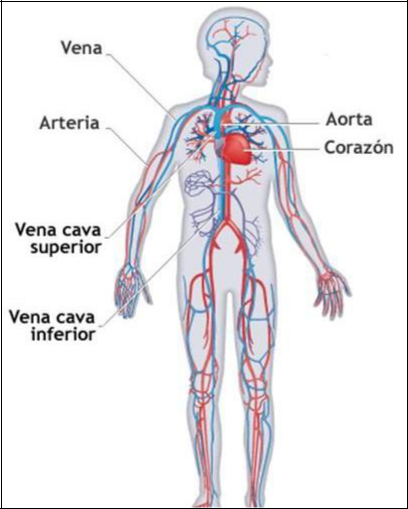 Vena
Arteria
Aorta
Corazón
Vena cava
superior
Vena cava
inferior